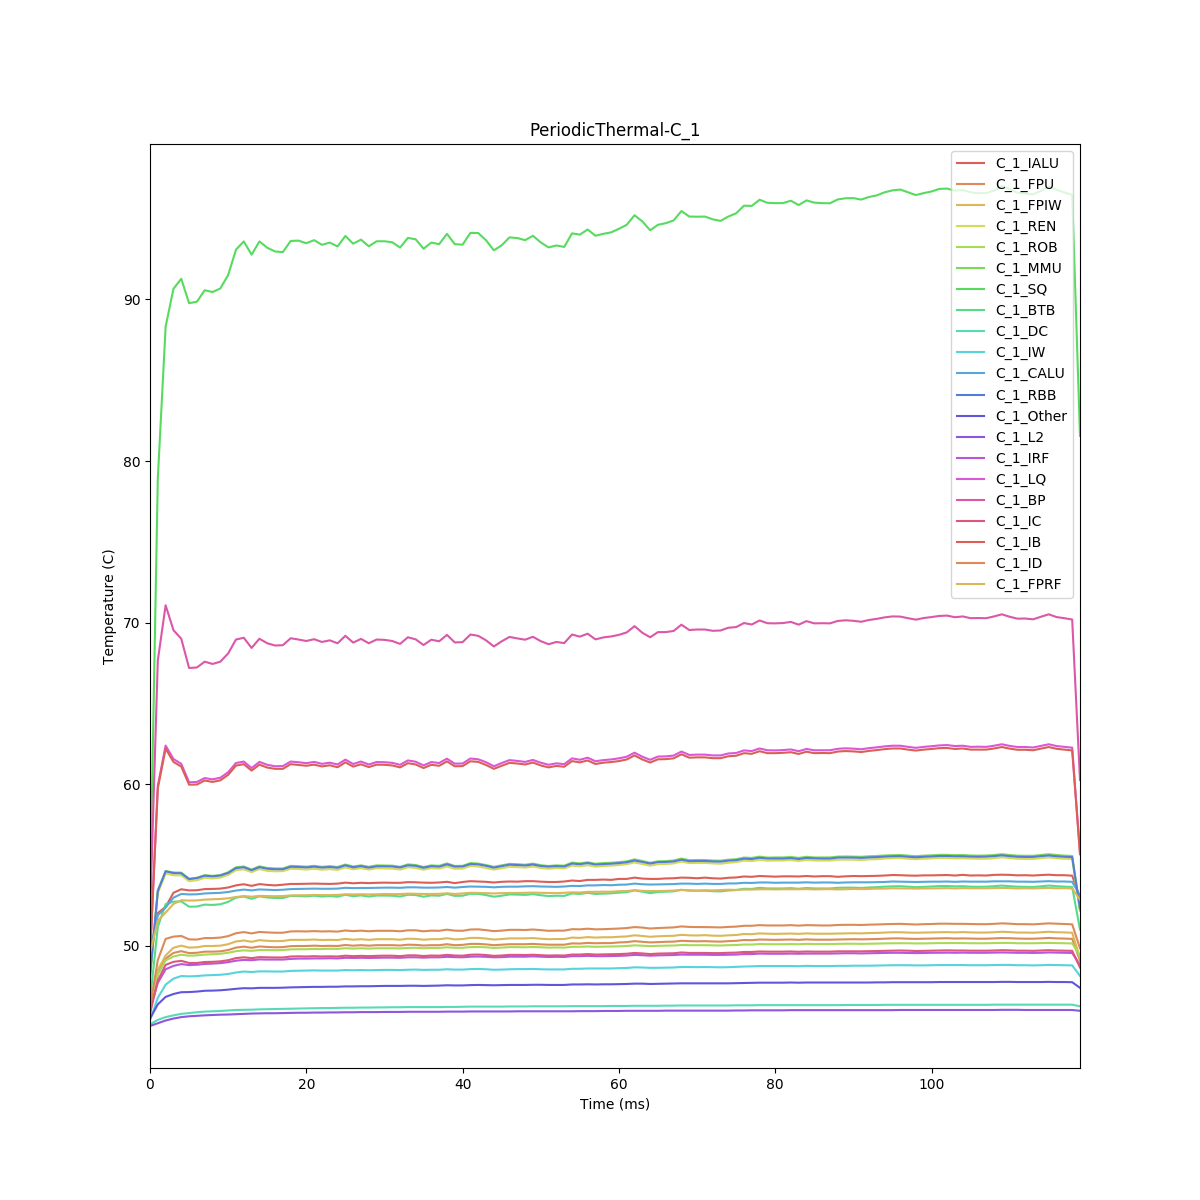 PeriodicThermal-C_1
C_1_IALU
C_1_FPU
C_1_FPIW
C_1_REN
C_1_ROB
C_1_MMU
C_1_SQ
C_1_BTB
C_1_DC
C_1_IW
C_1_CALU
C_1_RBB
C_1_Other
C_1_L2
C_1_IRF
C_1_LQ
C_1_BP
C_1_IC
C_1_IB
C_1_ID
C_1_FPRF
90
80
70
60
50
Temperature (C)
0 20 40 60 80 100
Time (ms)